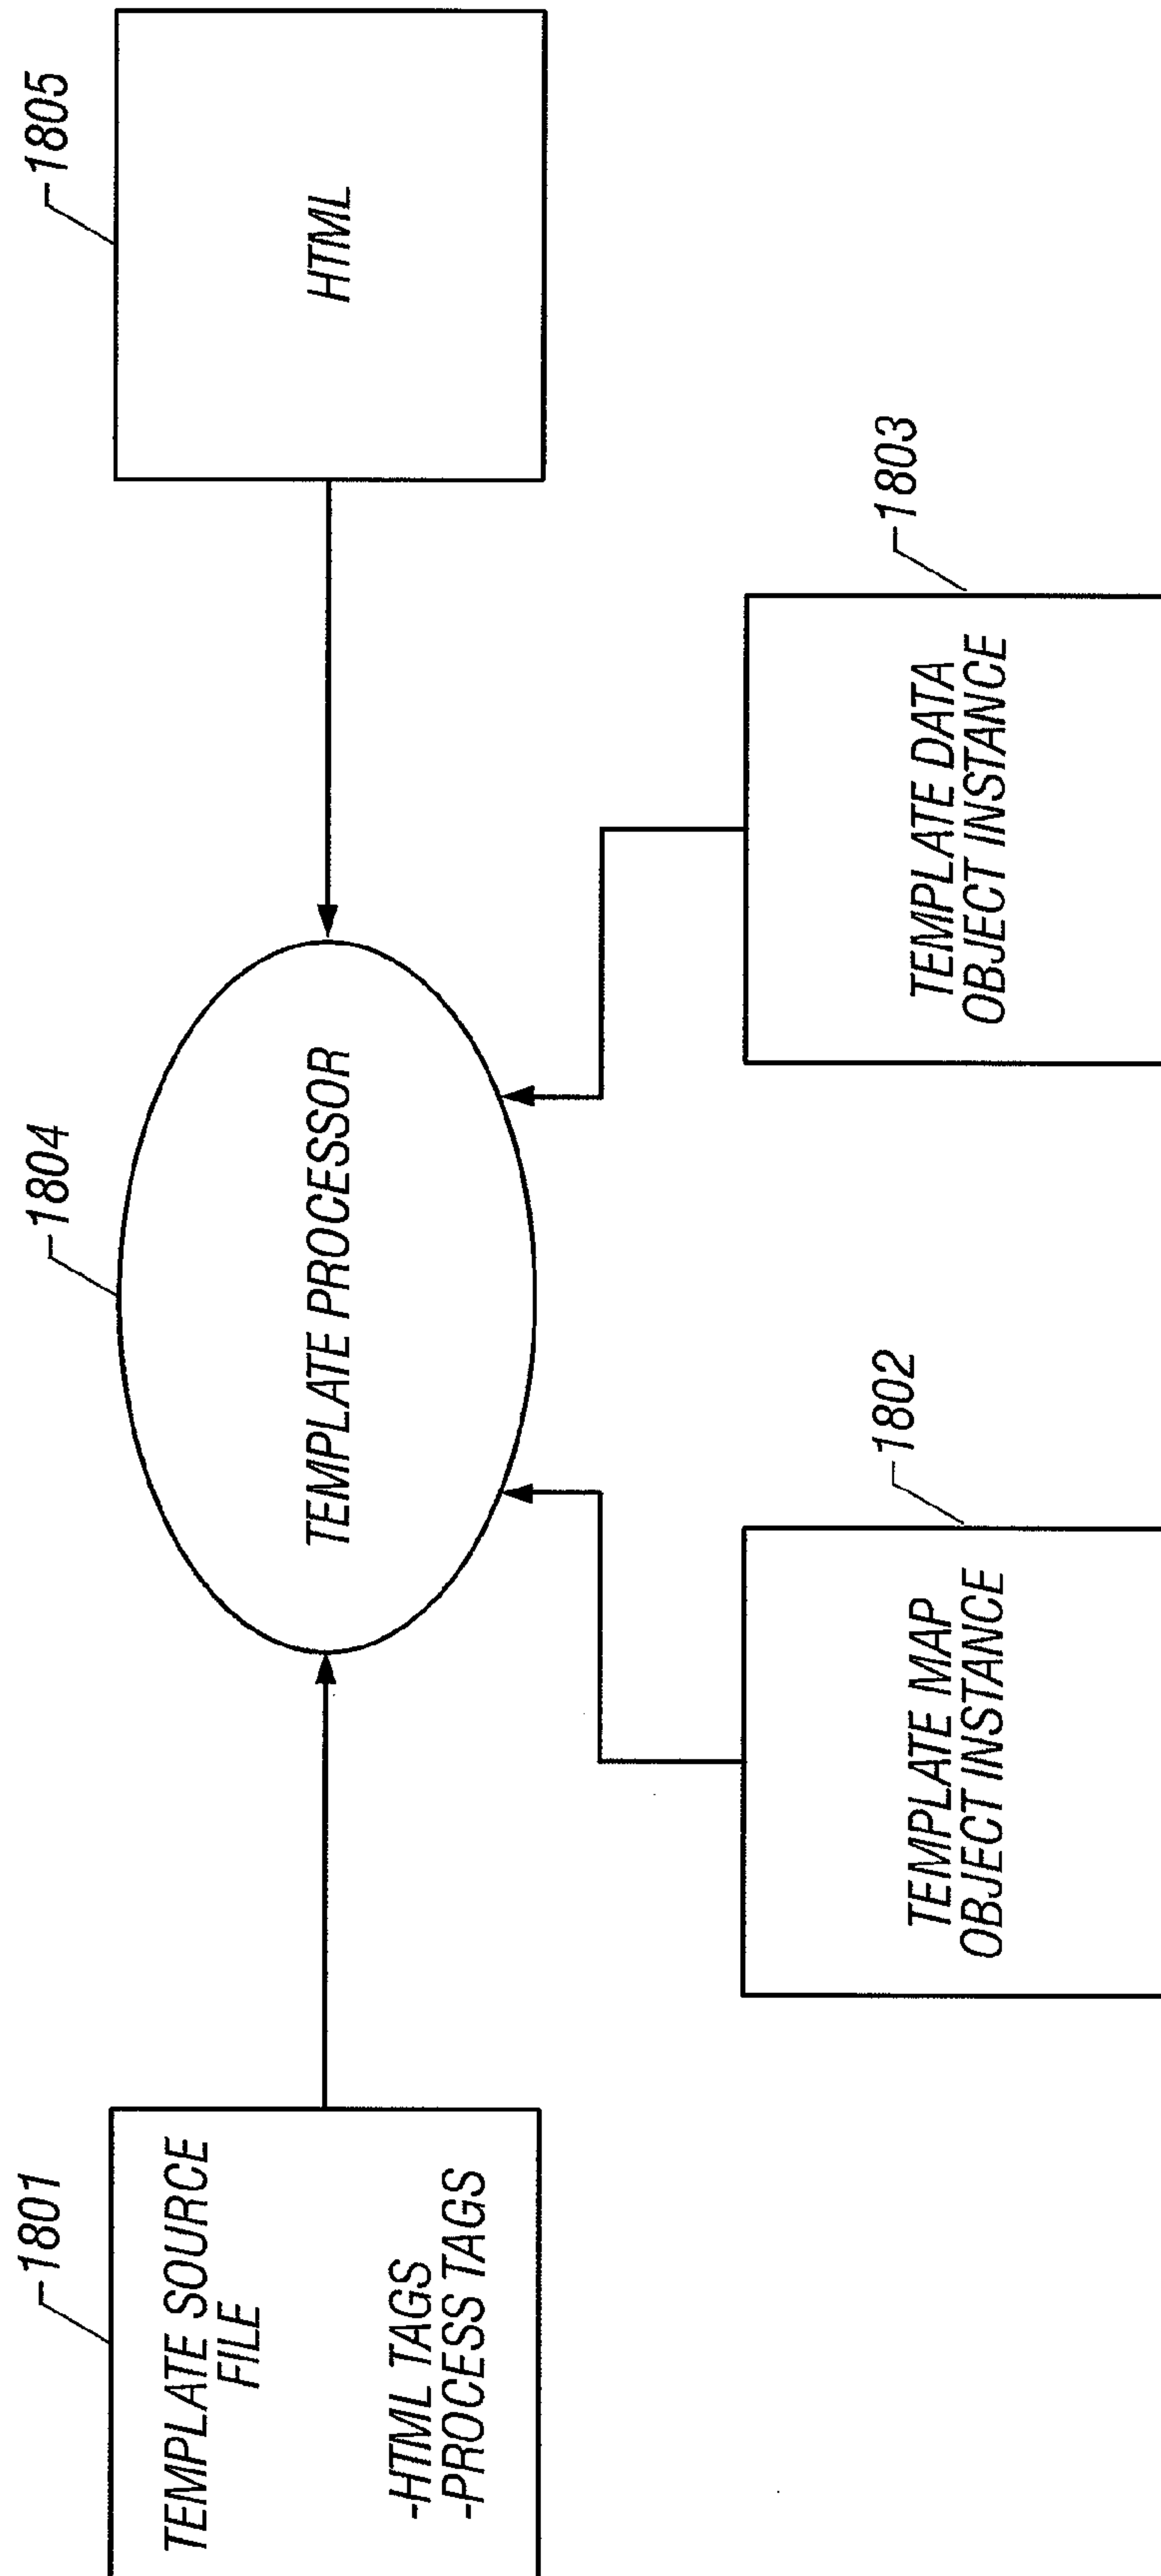 1801
TEMPLATE SOURCE
FILE
-HTML TAGS
-PROCESS TAGS
1804
TEMPLATE PROCESSOR
1805
HTML
1802
TEMPLATE MAP
OBJECT INSTANCE
1803
TEMPLATE DATA
OBJECT INSTANCE